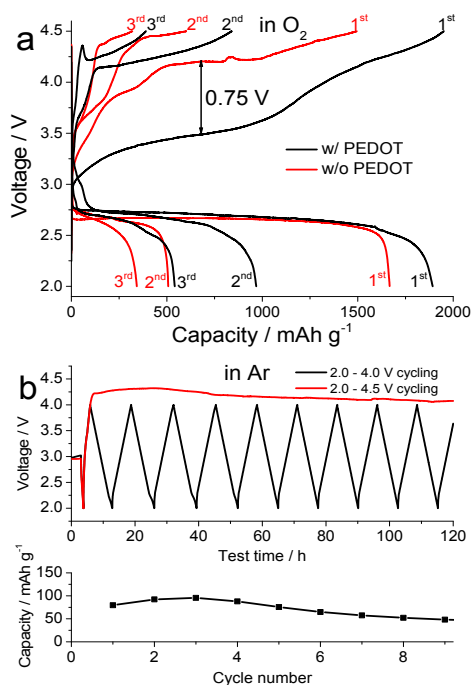 a
in O2
3rd 3rd 2nd 2nd 1st 1st
4.5
4.0
3.5
3.0
2.5
2.0
Voltage / V
0.75 V
w/ PEDOT
w/o PEDOT
3rd 2nd 3rd 2nd 1st 1st
0 500 1000 1500 2000
Capacity / mAh g-1
b
in Ar
2.0 - 4.0 V cycling
2.0 - 4.5 V cycling
4.5
4.0
3.5
3.0
2.5
2.0
Voltage / V
0 20 40 60 80 100 120
Test time / h
100
50
0
Capacity / mAh g-1
0 2 4 6 8
Cycle number